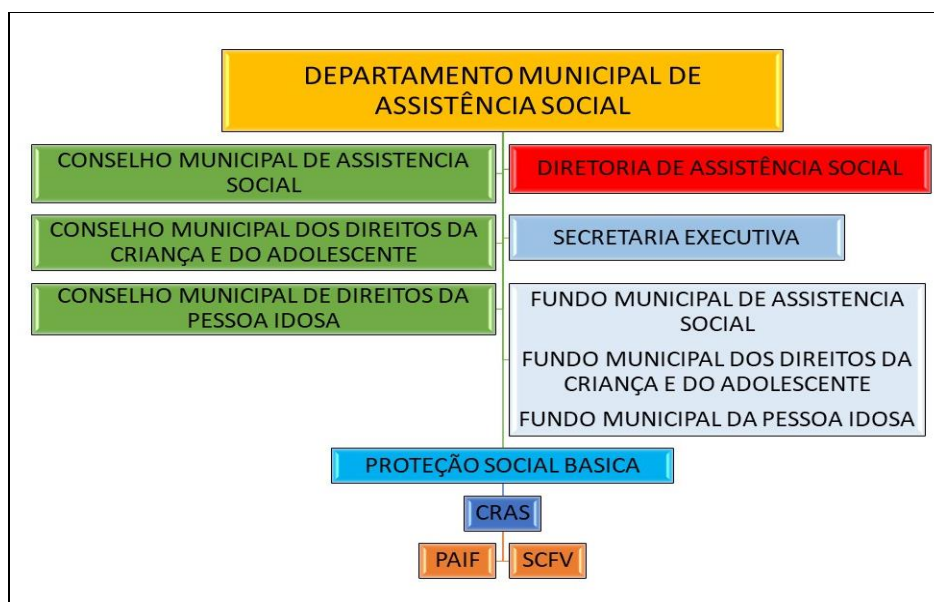 DEPARTAMENTO MUNICIPAL DE
ASSISTÊNCIA SOCIAL
CONSELHO MUNICIPAL DE ASSISTENCIA
SOCIAL
DIRETORIA DE ASSISTÊNCIA SOCIAL
CONSELHO MUNICIPAL DOS DIREITOS DA
CRIANÇA E DO ADOLESCENTE
SECRETARIA EXECUTIVA
CONSELHO MUNICIPAL DE DIREITOS DA
PESSOA IDOSA
FUNDO MUNICIPAL DE ASSISTENCIA
SOCIAL
FUNDO MUNICIPAL DOS DIREITOS DA
CRIANÇA E DO ADOLESCENTE
FUNDO MUNICIPAL DA PESSOA IDOSA
PROTEÇÃO SOCIAL BASICA
CRAS
PAIF
SCFV